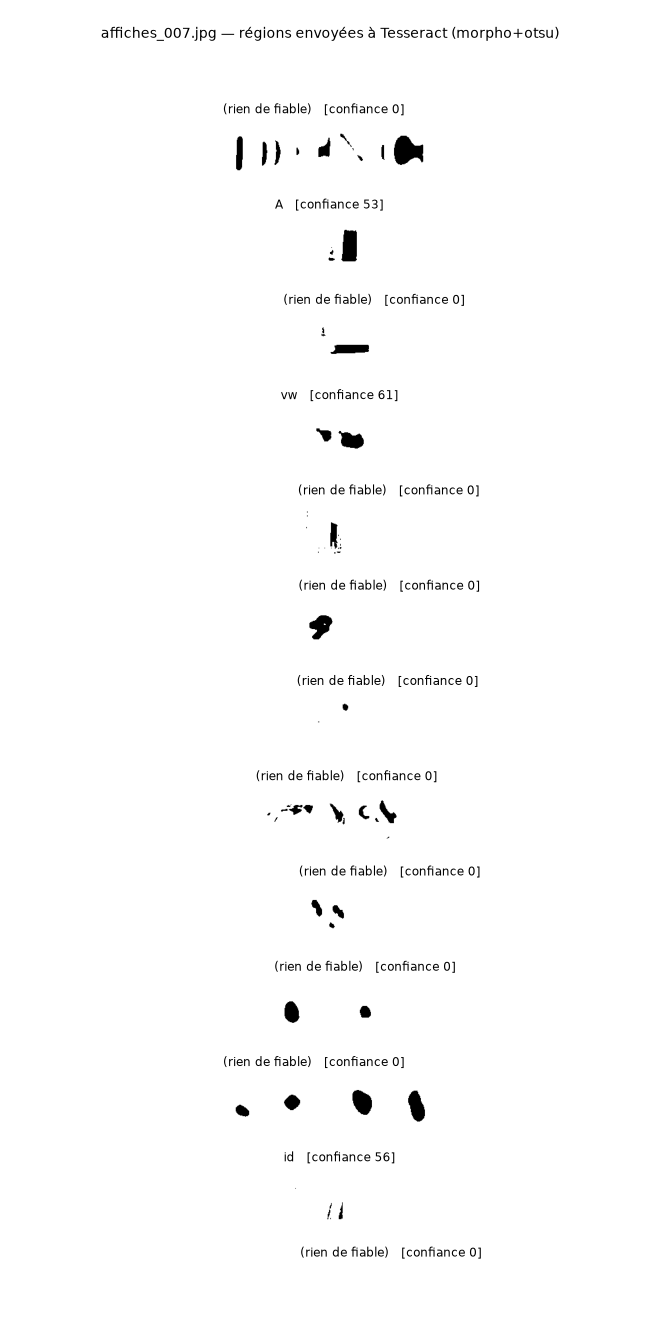 affiches_007.jpg — régions envoyées à Tesseract (morpho+otsu)
(rien de fiable)   [confiance 0]
A   [confiance 53]
(rien de fiable)   [confiance 0]
vw   [confiance 61]
(rien de fiable)   [confiance 0]
(rien de fiable)   [confiance 0]
(rien de fiable)   [confiance 0]
(rien de fiable)   [confiance 0]
(rien de fiable)   [confiance 0]
(rien de fiable)   [confiance 0]
(rien de fiable)   [confiance 0]
id   [confiance 56]
(rien de fiable)   [confiance 0]